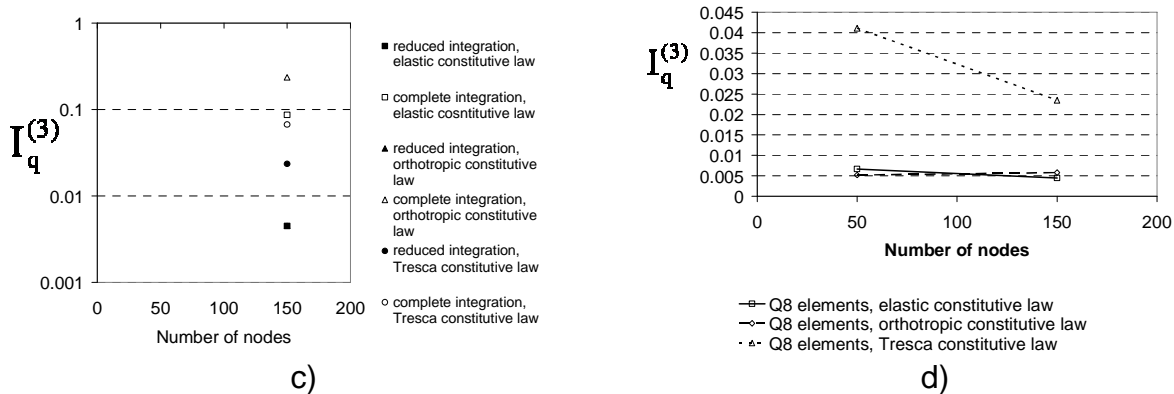 1
0.1
0.01
0.001
I_q^(3)
0 50 100 150 200
Number of nodes
reduced integration,
elastic constitutive law
complete integration,
elastic cosntitutive law
reduced integration,
orthotropic constitutive
law
complete integration,
orthotropic constitutive
law
reduced integration,
Tresca constitutive law
complete integration,
Tresca constitutive law
c)
0.045
0.04
0.035
0.03
0.025
0.02
0.015
0.01
0.005
0
I_q^(3)
0 50 100 150 200
Number of nodes
Q8 elements, elastic constitutive law
Q8 elements, orthotropic constitutive law
Q8 elements, Tresca constitutive law
d)